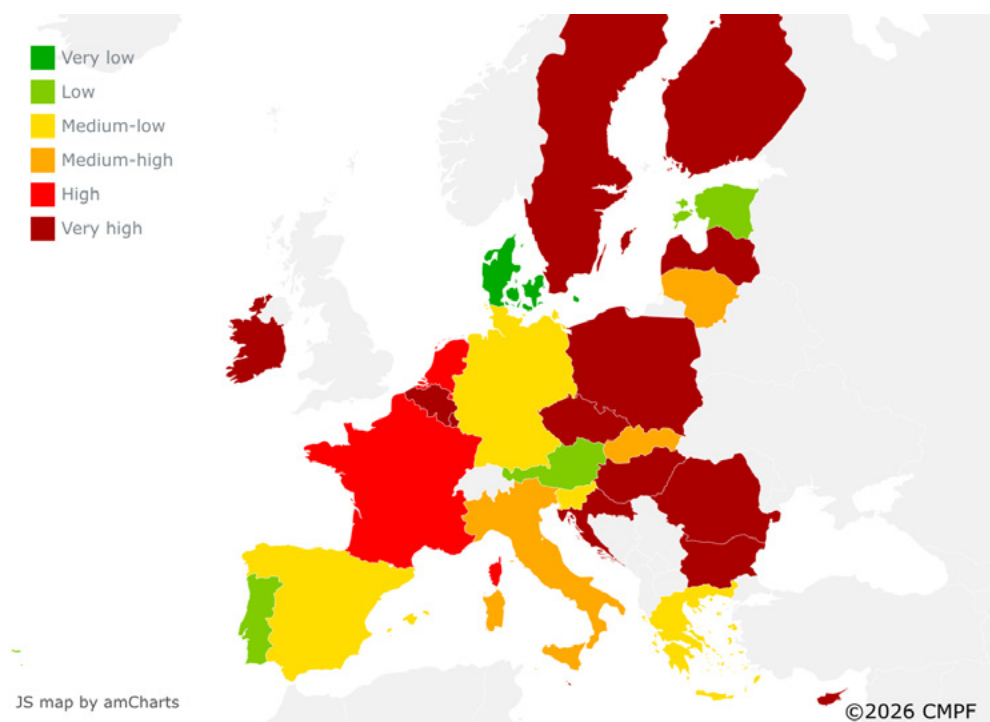 Very low
Low
Medium-low
Medium-high
High
Very high
JS map by amCharts
©2026 CMPF